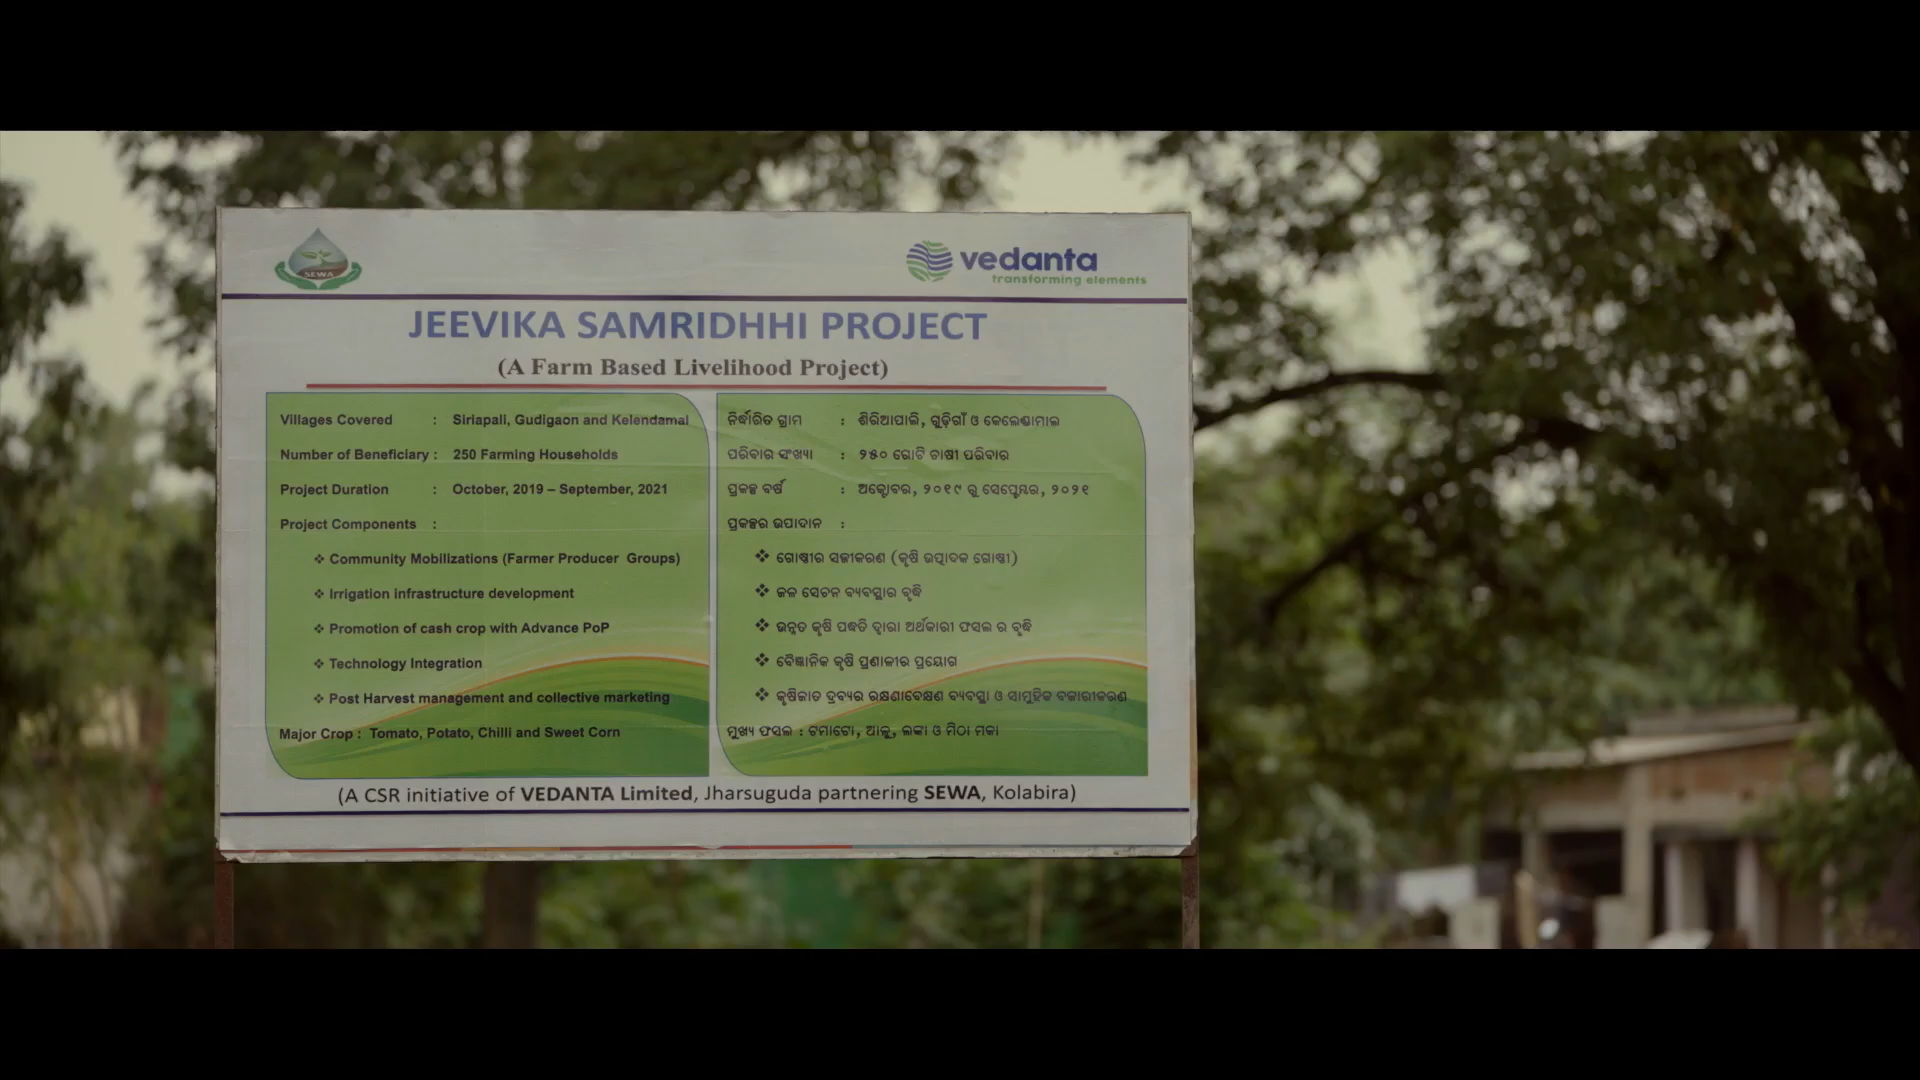 SEWA
vedanta
transforming elements
JEEVIKA SAMRIDHHI PROJECT
(A Farm Based Livelihood Project)
Villages Covered : Siriapali, Gudigaon and Kelendamal
Number of Beneficiary : 250 Farming Households
Project Duration : October, 2019 – September, 2021
Project Components :
❖ Community Mobilizations (Farmer Producer Groups)
❖ Irrigation infrastructure development
❖ Promotion of cash crop with Advance PoP
❖ Technology Integration
❖ Post Harvest management and collective marketing
Major Crop : Tomato, Potato, Chilli and Sweet Corn
ନିର୍ଦ୍ଧାରିତ ଗ୍ରାମ : ଶିରିଆପାଲି, ଗୁଡ଼ିଗାଁ ଓ କେଲେଣ୍ଡାମାଲ
ପରିବାର ସଂଖ୍ୟା : ୨୫୦ ଗୋଟି ଚାଷୀ ପରିବାର
ପ୍ରକଳ୍ପ ବର୍ଷ : ଅକ୍ଟୋବର, ୨୦୧୯ ରୁ ସେପ୍ଟେମ୍ବର, ୨୦୨୧
ପ୍ରକଳ୍ପର ଉପାଦାନ :
❖ ଗୋଷ୍ଠୀର ସଜ୍ଜୀକରଣ (କୃଷି ଉତ୍ପାଦକ ଗୋଷ୍ଠୀ)
❖ ଜଳ ସେଚନ ବ୍ୟବସ୍ଥାର ବୃଦ୍ଧି
❖ ଉନ୍ନତ କୃଷି ପଦ୍ଧତି ଦ୍ୱାରା ଅର୍ଥକାରୀ ଫସଲ ର ବୃଦ୍ଧି
❖ ବୈଜ୍ଞାନିକ କୃଷି ପ୍ରଣାଳୀର ପ୍ରୟୋଗ
❖ କୃଷିଜାତ ଦ୍ରବ୍ୟର ରକ୍ଷଣାବେକ୍ଷଣ ବ୍ୟବସ୍ଥା ଓ ସାମୁହିକ ବଜାରୀକରଣ
ମୁଖ୍ୟ ଫସଲ : ଟମାଟୋ, ଆଳୁ, ଲଙ୍କା ଓ ମିଠା ମକା
(A CSR initiative of VEDANTA Limited, Jharsuguda partnering SEWA, Kolabira)